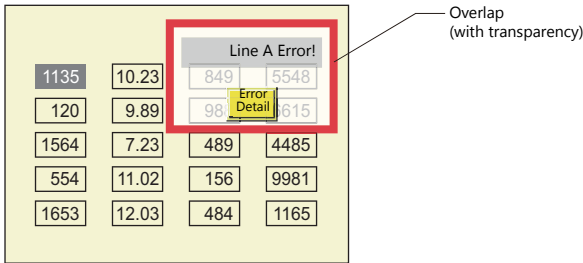 Overlap
(with transparency)
Line A Error!
1135 10.23 849 5548
Error
120 9.89 Detail 6615
1564 7.23 489 4485
554 11.02 156 9981
1653 12.03 484 1165